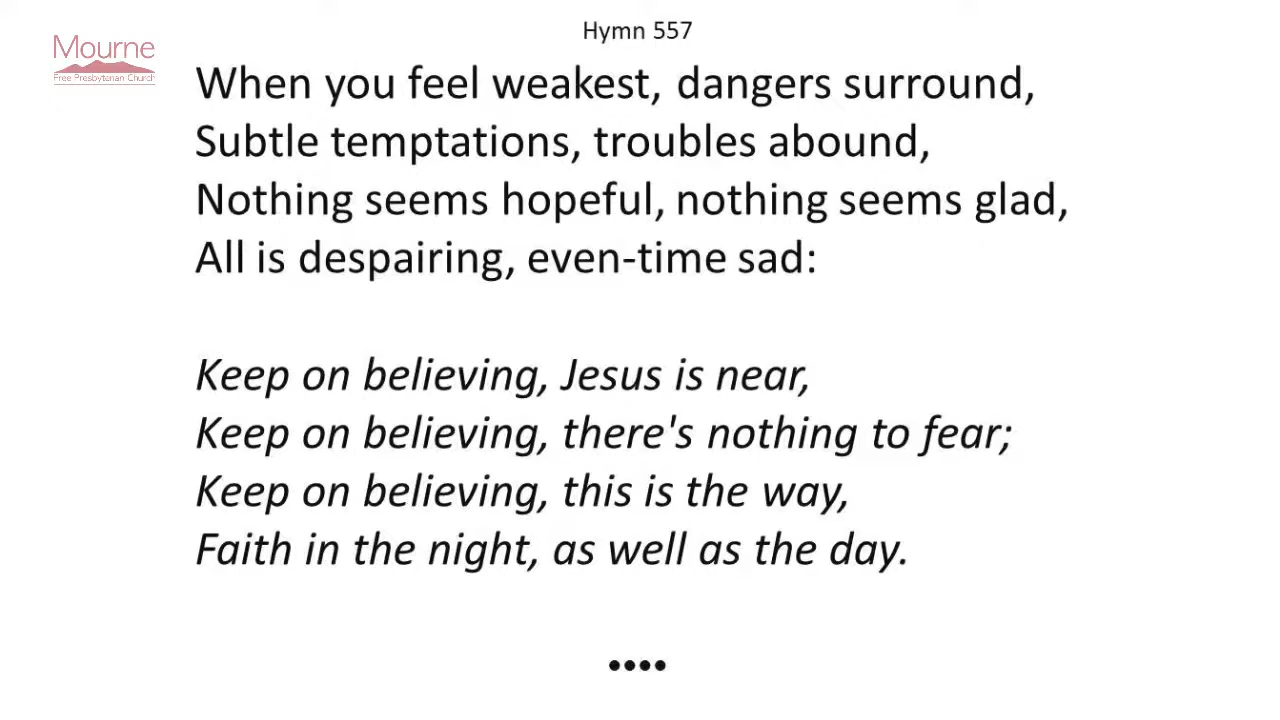 Hymn 557
Mourne
Free Presbyterian Church
When you feel weakest, dangers surround,
Subtle temptations, troubles abound,
Nothing seems hopeful, nothing seems glad,
All is despairing, even-time sad:
Keep on believing, Jesus is near,
Keep on believing, there's nothing to fear;
Keep on believing, this is the way,
Faith in the night, as well as the day.
••••